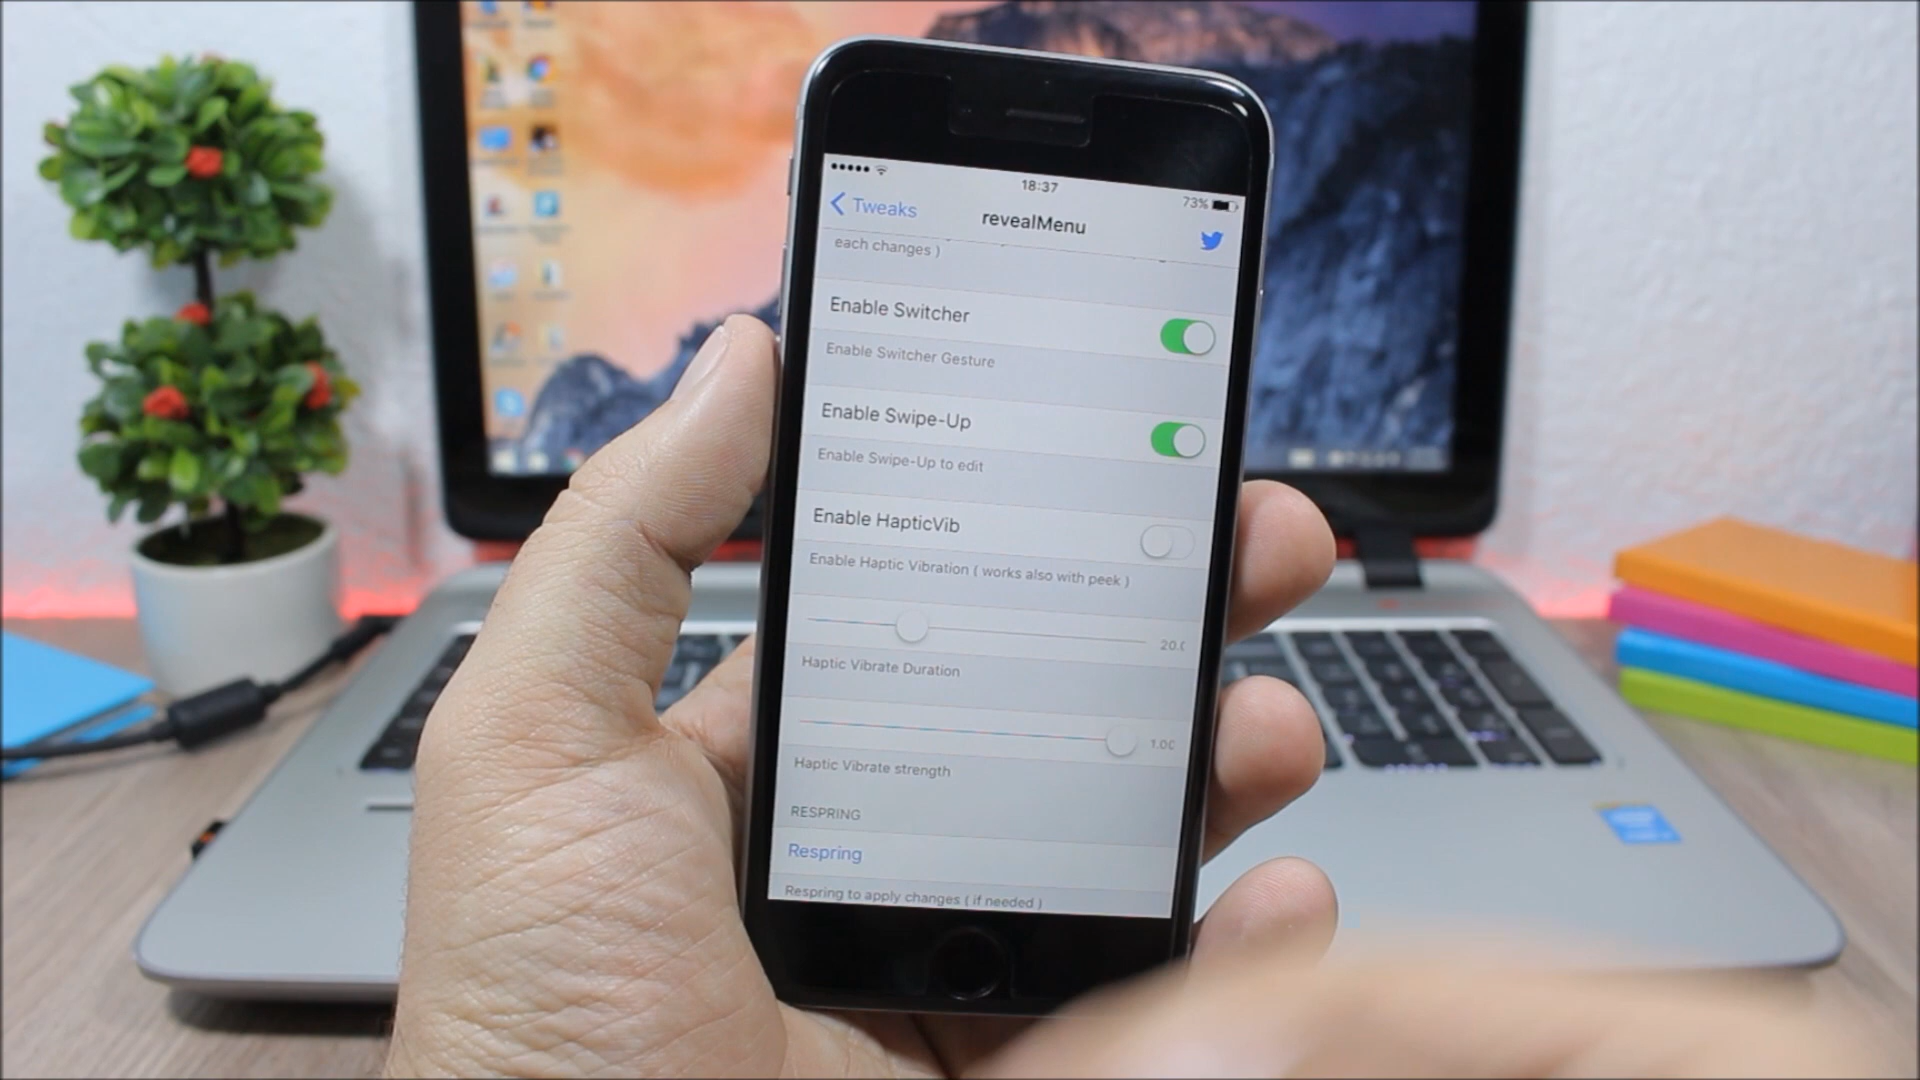 18:37
73%
Tweaks
revealMenu
each changes )
Enable Switcher
Enable Switcher Gesture
Enable Swipe-Up
Enable Swipe-Up to edit
Enable HapticVib
Enable Haptic Vibration ( works also with peek )
20.0
Haptic Vibrate Duration
1.00
Haptic Vibrate strength
RESPRING
Respring
Respring to apply changes ( if needed )